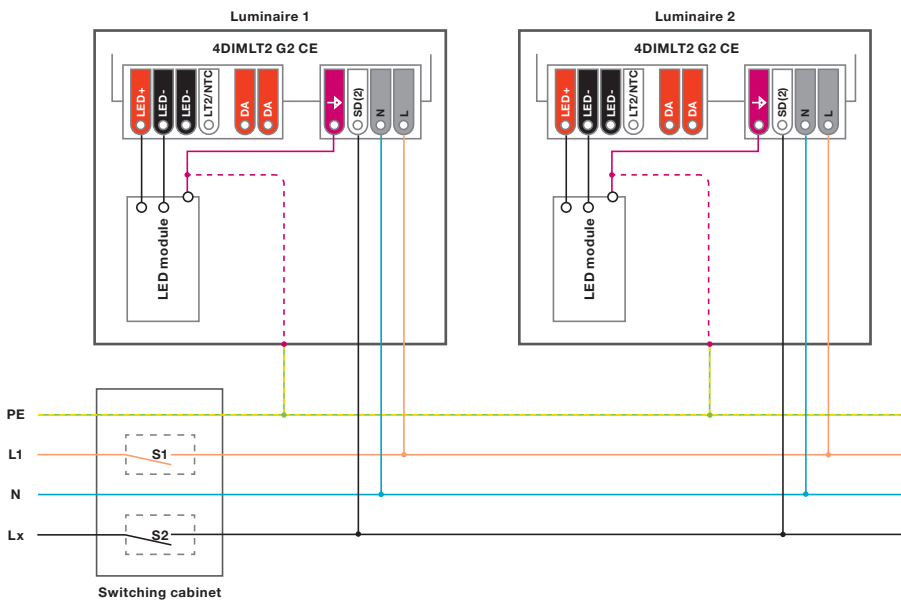 Luminaire 1
4DIMLT2 G2 CE
LED+
LED-
LED-
LT2/NTC
DA
DA
SD(2)
N
L
LED module
Luminaire 2
4DIMLT2 G2 CE
LED+
LED-
LED-
LT2/NTC
DA
DA
SD(2)
N
L
LED module
PE
L1
S1
N
Lx
S2
Switching cabinet